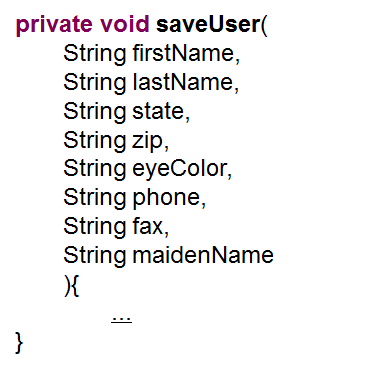 private void saveUser(
String firstName,
String lastName,
String state,
String zip,
String eyeColor,
String phone,
String fax,
String maidenName
){
...
}